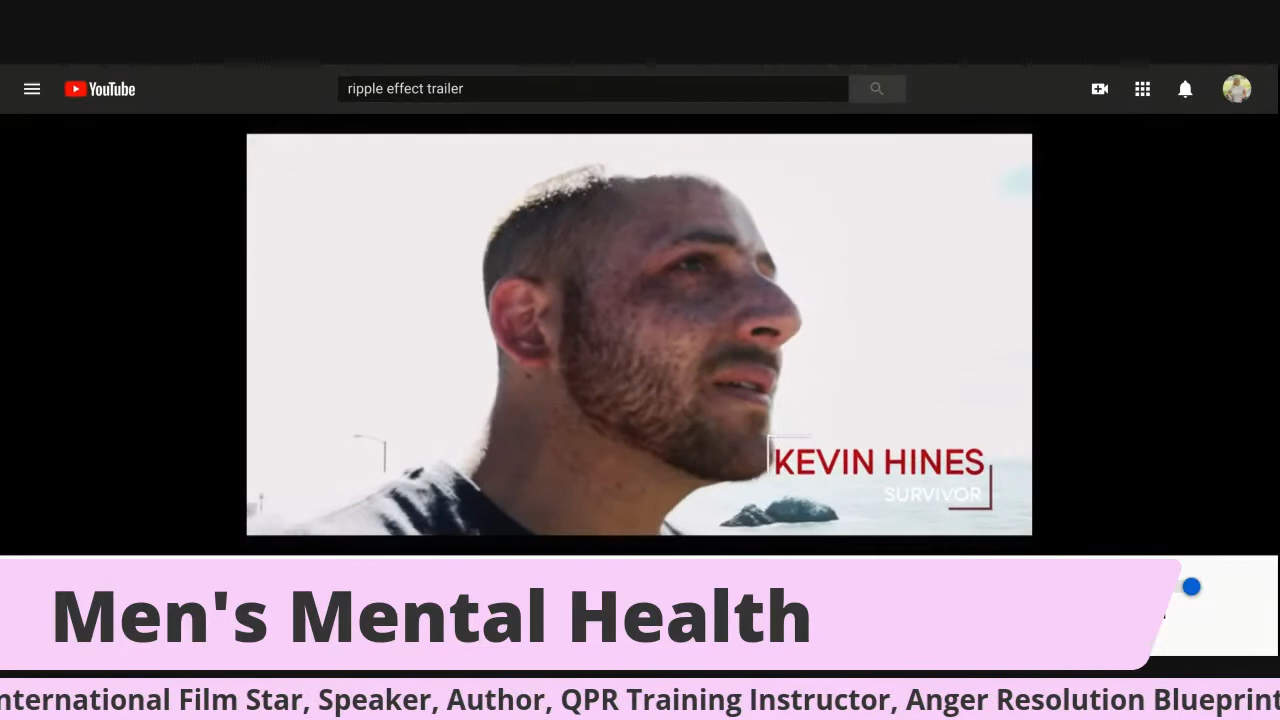 YouTube
ripple effect trailer
KEVIN HINES
SURVIVOR
Men's Mental Health
nternational Film Star, Speaker, Author, QPR Training Instructor, Anger Resolution Blueprint